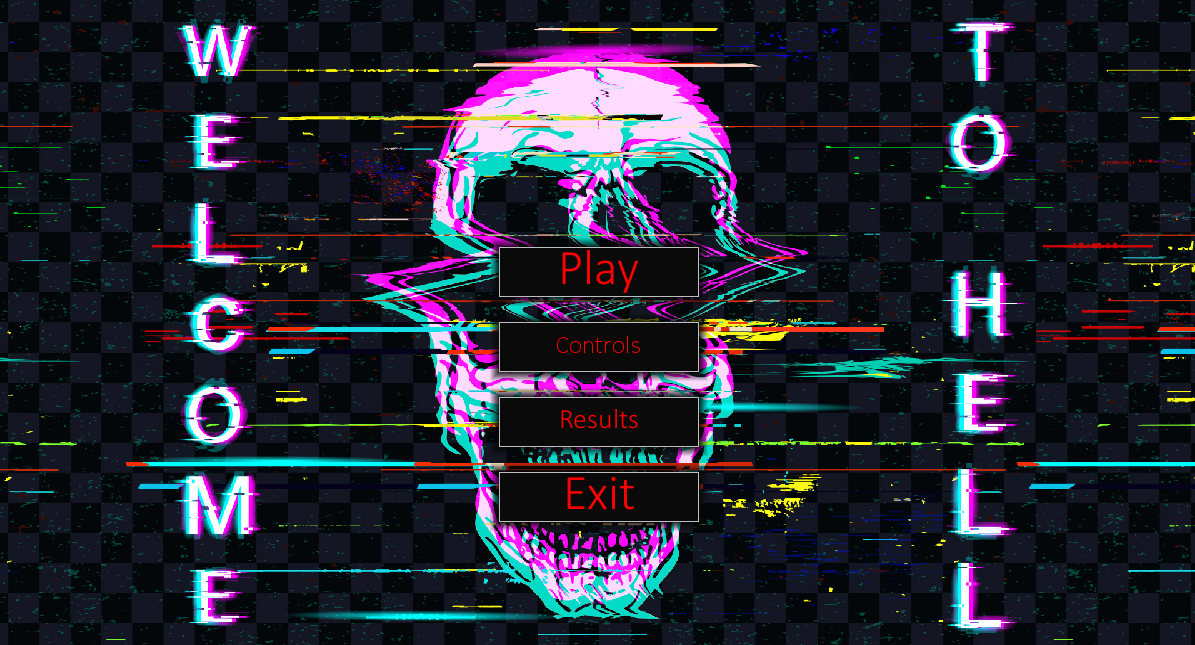 WELCOME
TO HELL
Play
Controls
Results
Exit